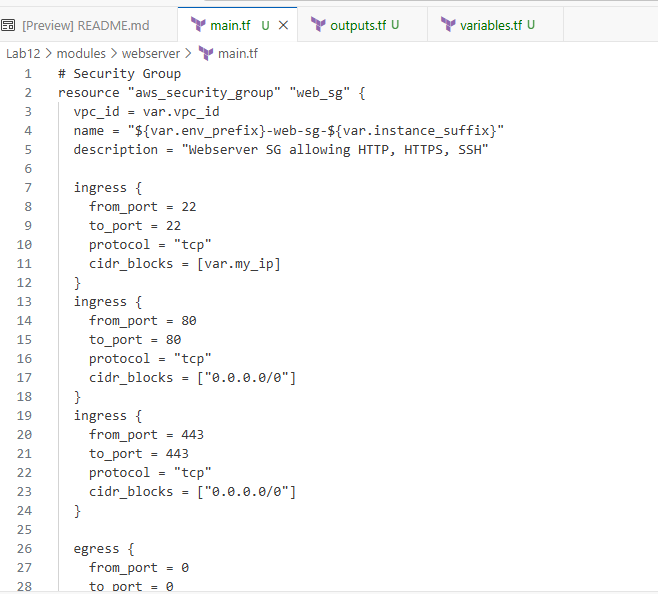 [Preview] README.md
main.tf U
outputs.tf U
variables.tf U
Lab12 > modules > webserver > main.tf
1 # Security Group
2 resource "aws_security_group" "web_sg" {
3 vpc_id = var.vpc_id
4 name = "${var.env_prefix}-web-sg-${var.instance_suffix}"
5 description = "Webserver SG allowing HTTP, HTTPS, SSH"
6
7 ingress {
8 from_port = 22
9 to_port = 22
10 protocol = "tcp"
11 cidr_blocks = [var.my_ip]
12 }
13 ingress {
14 from_port = 80
15 to_port = 80
16 protocol = "tcp"
17 cidr_blocks = ["0.0.0.0/0"]
18 }
19 ingress {
20 from_port = 443
21 to_port = 443
22 protocol = "tcp"
23 cidr_blocks = ["0.0.0.0/0"]
24 }
25
26 egress {
27 from_port = 0
28 to_port = 0